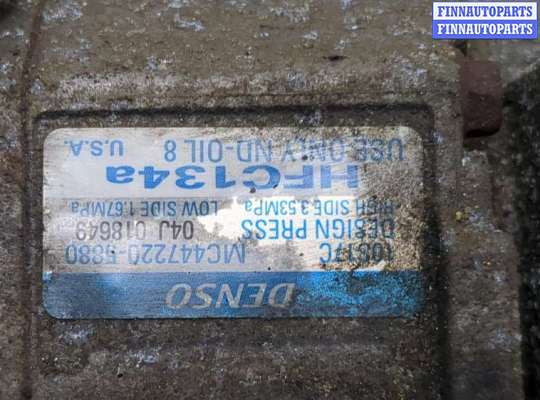 FINNAUTOPARTS
FINNAUTOPARTS
DENSO
10S17C MC447220-5880
DESIGN PRESS 04J 018649
HIGH SIDE 3.53MPa LOW SIDE 1.67MPa
HFC134a
USE ONLY ND-OIL 8 U.S.A.